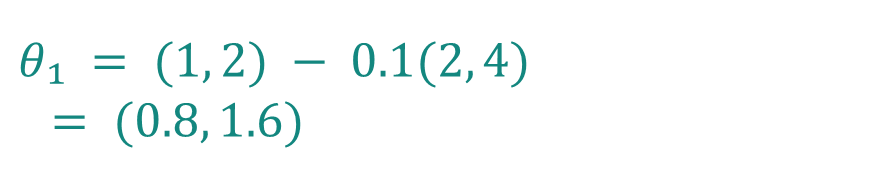 θ₁ = (1, 2) − 0.1(2, 4)
= (0.8, 1.6)